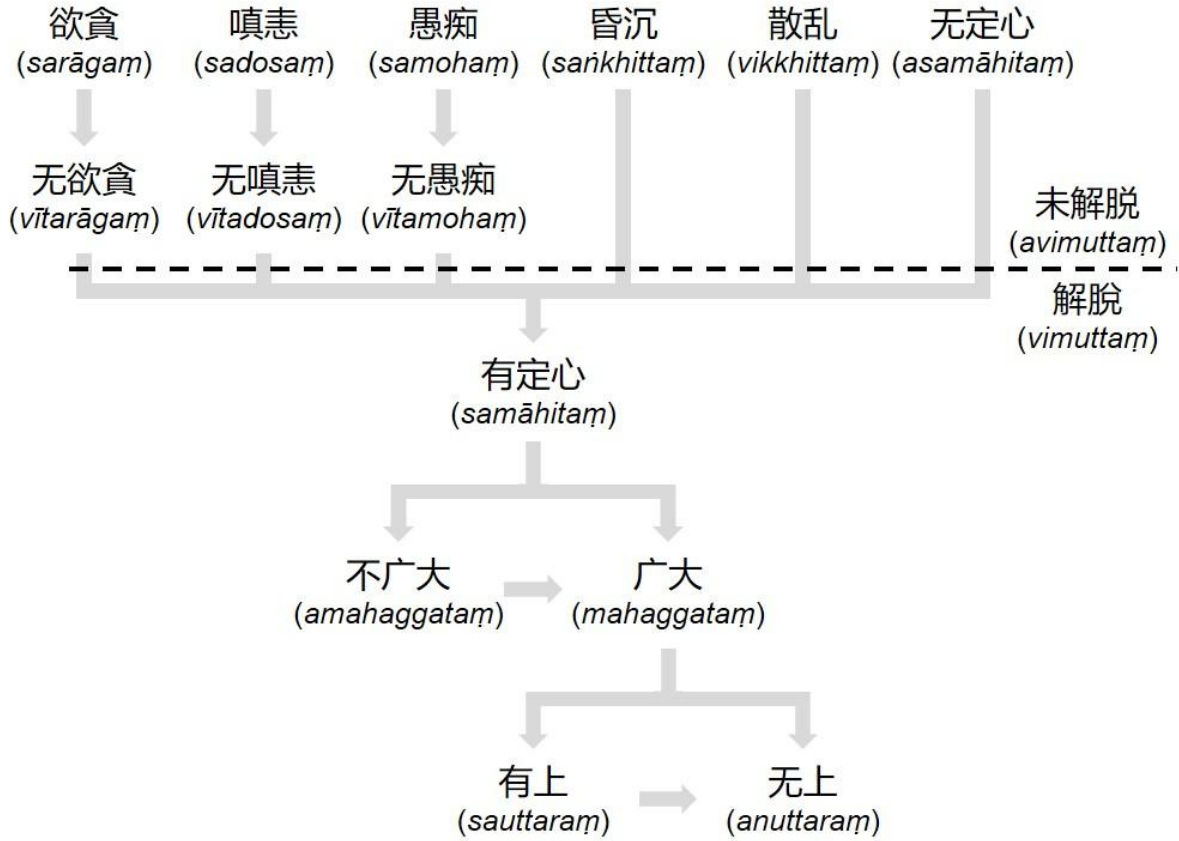 欲貪 嗔恚 愚痴 昏沉 散乱 无定心
(sarāgaṃ) (sadosaṃ) (samohaṃ) (saṅkhittaṃ) (vikkhittaṃ) (asamāhitaṃ)
无欲貪 无嗔恚 无愚痴
(vītarāgaṃ) (vītadosaṃ) (vītamohaṃ)
未解脱
(avimuttaṃ)
解脫
(vimuttaṃ)
有定心
(samāhitaṃ)
不广大 广大
(amahaggataṃ) (mahaggataṃ)
有上 无上
(sauttaraṃ) (anuttaraṃ)